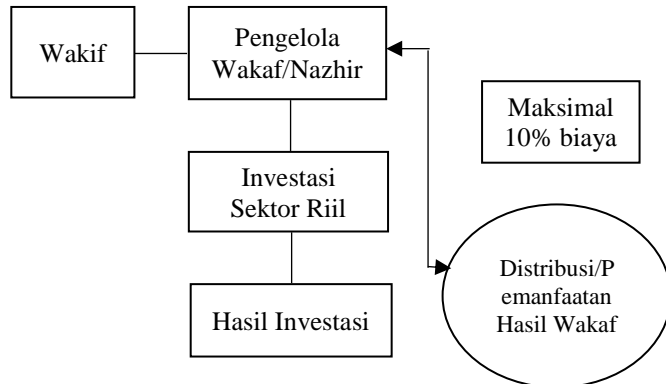 Wakif
Pengelola
Wakaf/Nazhir
Maksimal
10% biaya
Investasi
Sektor Riil
Distribusi/P
emanfaatan
Hasil Wakaf
Hasil Investasi